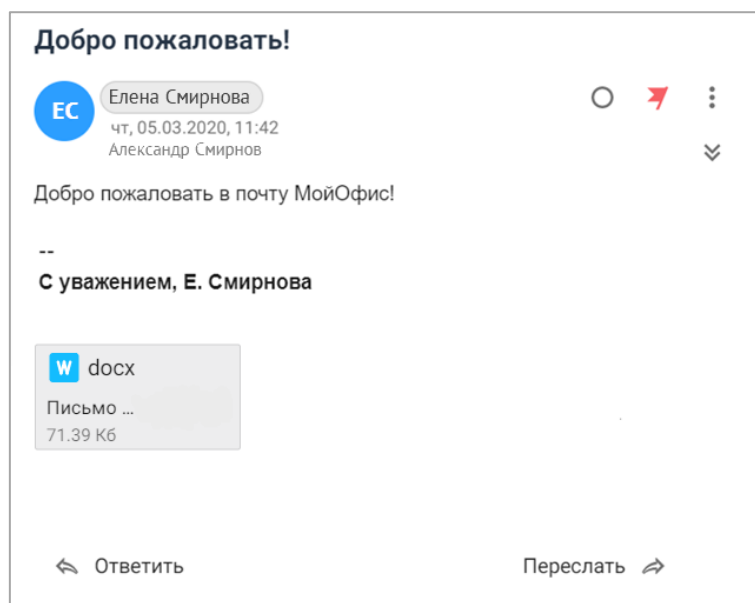 Добро пожаловать!
ЕС
Елена Смирнова
чт, 05.03.2020, 11:42
Александр Смирнов
Добро пожаловать в почту МойОфис!
--
С уважением, Е. Смирнова
W docx
Письмо ...
71.39 Кб
Ответить
Переслать